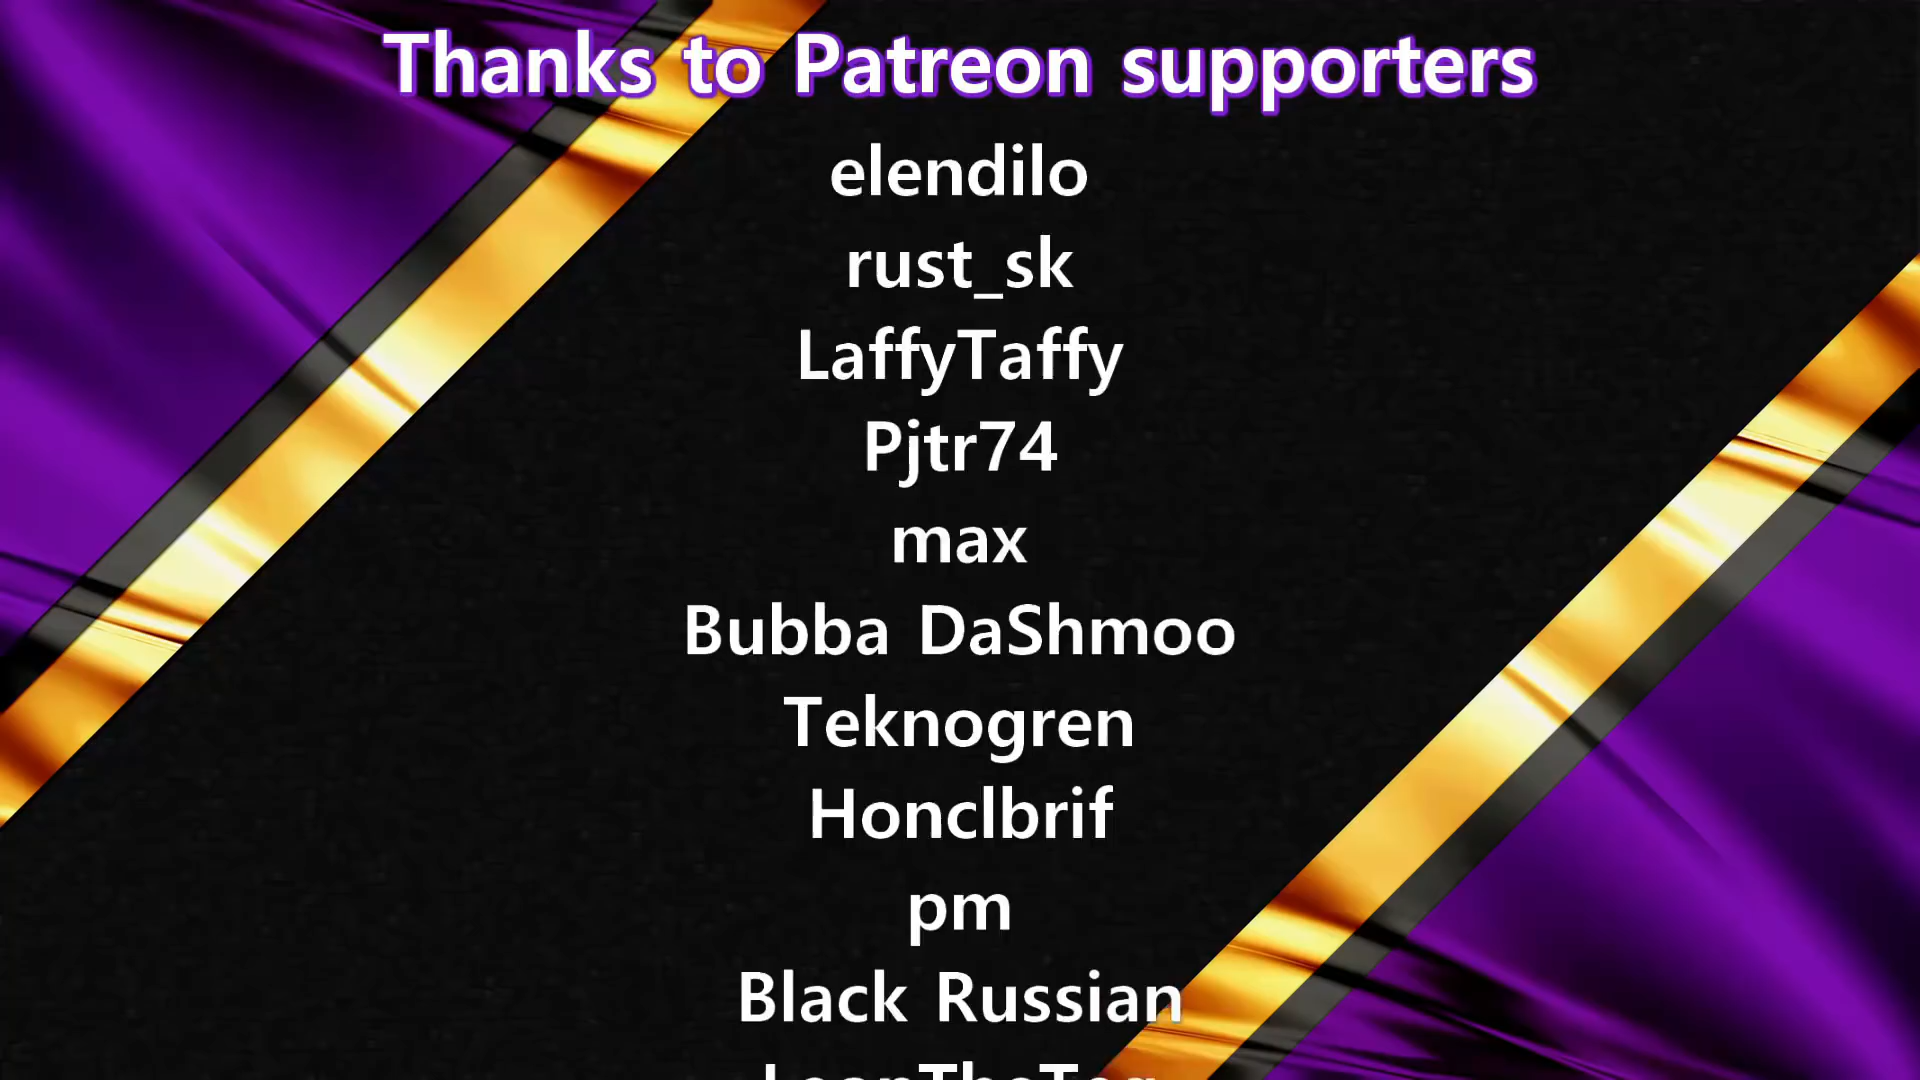 Thanks to Patreon supporters
elendilo
rust_sk
LaffyTaffy
Pjtr74
max
Bubba DaShmoo
Teknogren
Honclbrif
pm
Black Russian